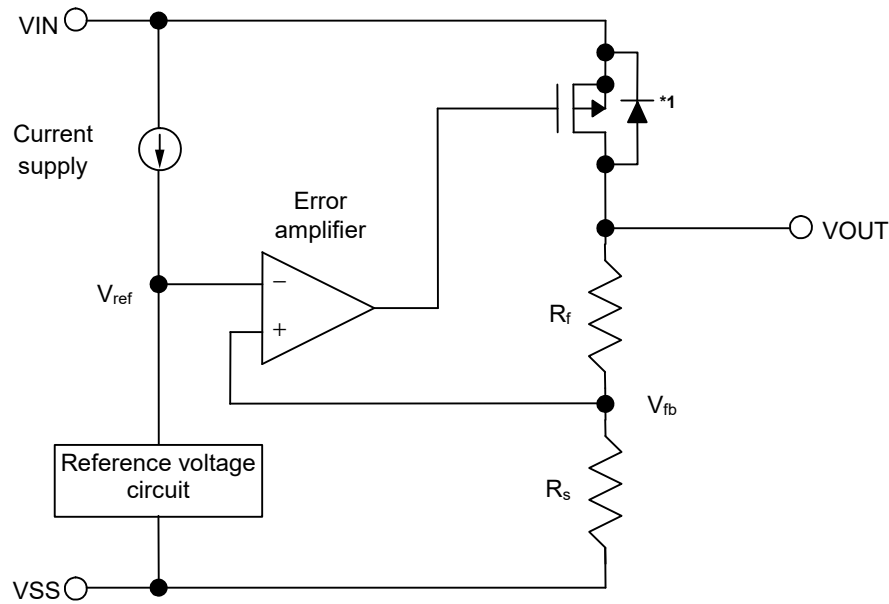 VIN
*1
Current
supply
Error
amplifier
VOUT
Vref
−
+
Rf
Vfb
Reference voltage
circuit
Rs
VSS